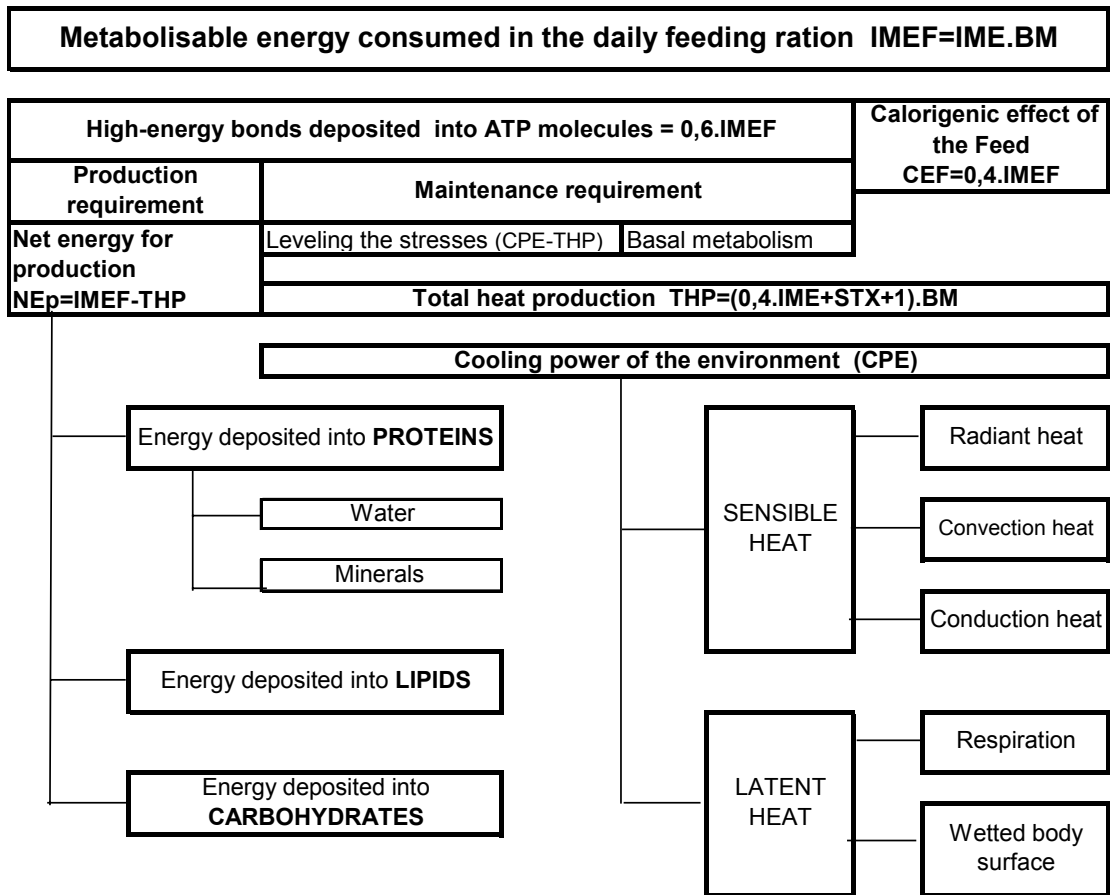 Metabolisable energy consumed in the daily feeding ration IMEF=IME.BM
High-energy bonds deposited into ATP molecules = 0,6.IMEF
Calorigenic effect of
the Feed
CEF=0,4.IMEF
Production
requirement
Maintenance requirement
Net energy for
production
NEp=IMEF-THP
Leveling the stresses (CPE-THP)
Basal metabolism
Total heat production THP=(0,4.IME+STX+1).BM
Cooling power of the environment (CPE)
Energy deposited into PROTEINS
Water
Minerals
Energy deposited into LIPIDS
Energy deposited into
CARBOHYDRATES
SENSIBLE
HEAT
Radiant heat
Convection heat
Conduction heat
LATENT
HEAT
Respiration
Wetted body
surface